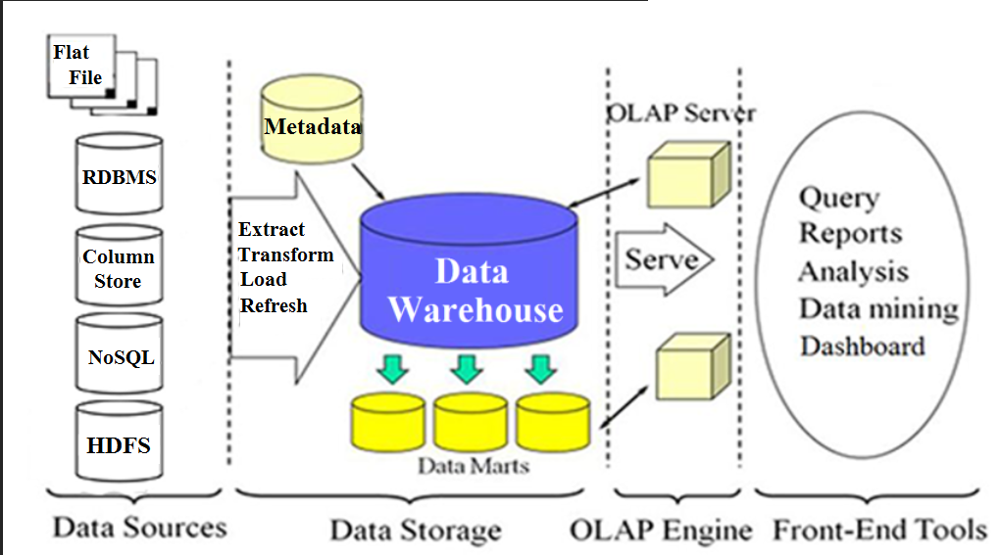 Flat
File
RDBMS
Column
Store
NoSQL
HDFS
Metadata
Extract
Transform
Load
Refresh
Data
Warehouse
Data Marts
OLAP Server
Serve
Query
Reports
Analysis
Data mining
Dashboard
Data Sources
Data Storage
OLAP Engine
Front-End Tools